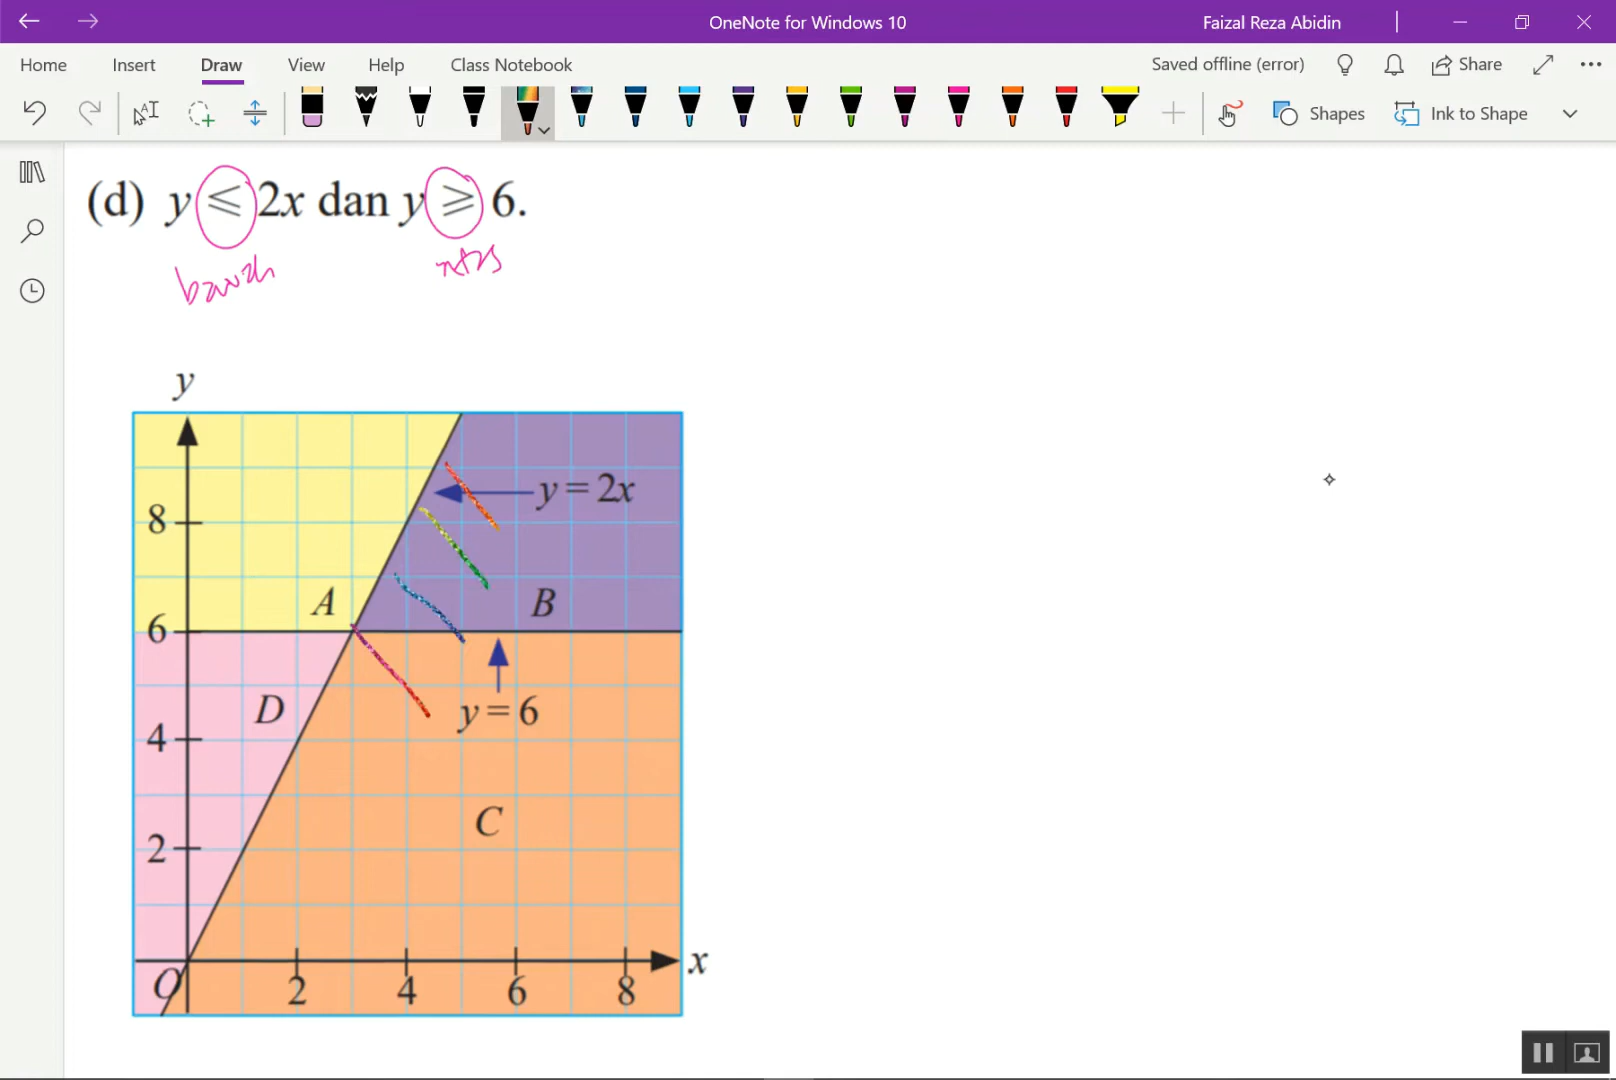 OneNote for Windows 10
Faizal Reza Abidin
Home Insert Draw View Help Class Notebook
Saved offline (error) Share
Shapes Ink to Shape
(d) y ⩽ 2x dan y ⩾ 6.
bawah atas
y
y = 2x
8
A B
6
D y = 6
4
C
2
O 2 4 6 8 x